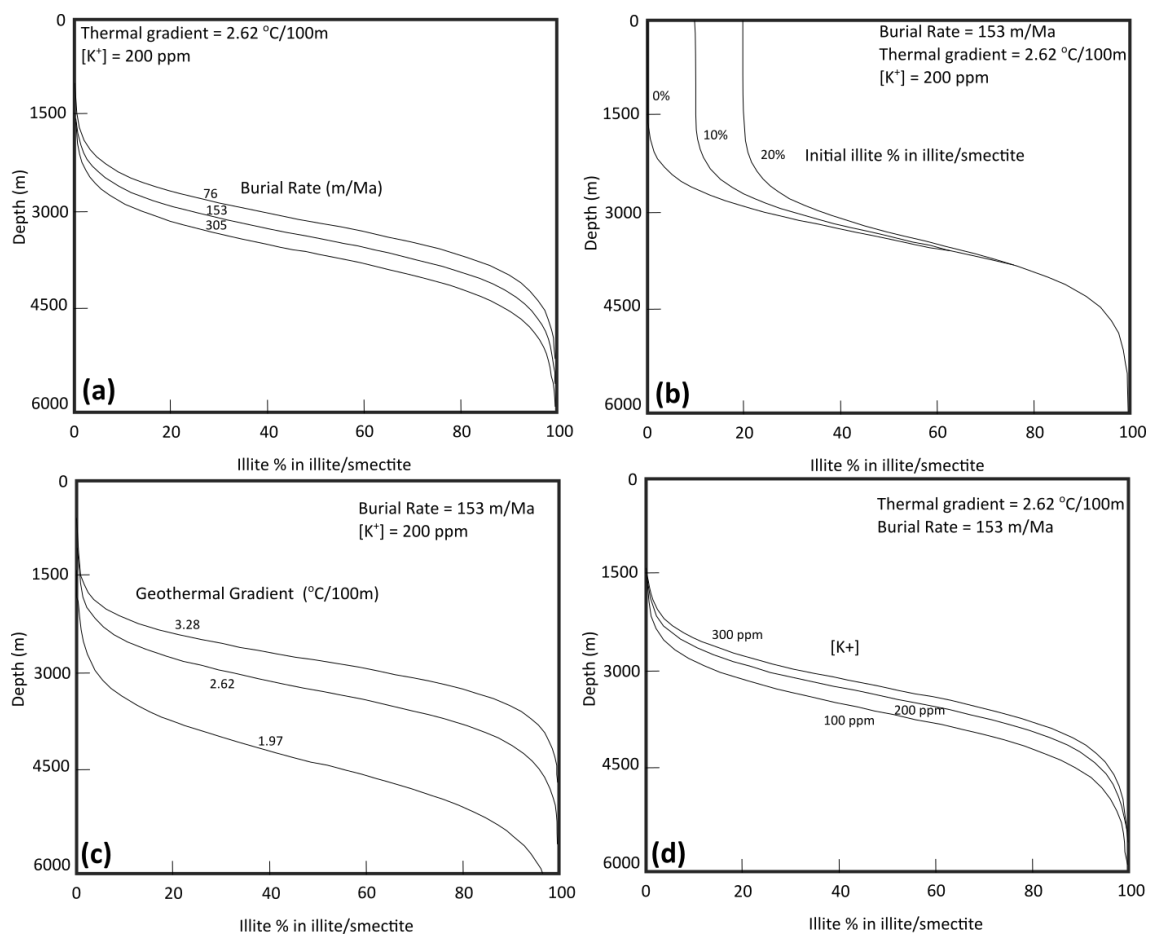 Thermal gradient = 2.62 °C/100m
[K⁺] = 200 ppm
0
1500
3000
4500
6000
Depth (m)
76
Burial Rate (m/Ma)
153
305
(a)
0 20 40 60 80 100
Illite % in illite/smectite
Burial Rate = 153 m/Ma
Thermal gradient = 2.62 °C/100m
[K⁺] = 200 ppm
0
1500
3000
4500
6000
Depth (m)
0%
10%
20%
Initial illite % in illite/smectite
(b)
0 20 40 60 80 100
Illite % in illite/smectite
Burial Rate = 153 m/Ma
[K⁺] = 200 ppm
0
1500
3000
4500
6000
Depth (m)
Geothermal Gradient (°C/100m)
3.28
2.62
1.97
(c)
0 20 40 60 80 100
Illite % in illite/smectite
Thermal gradient = 2.62 °C/100m
Burial Rate = 153 m/Ma
0
1500
3000
4500
6000
Depth (m)
300 ppm
[K+]
200 ppm
100 ppm
(d)
0 20 40 60 80 100
Illite % in illite/smectite